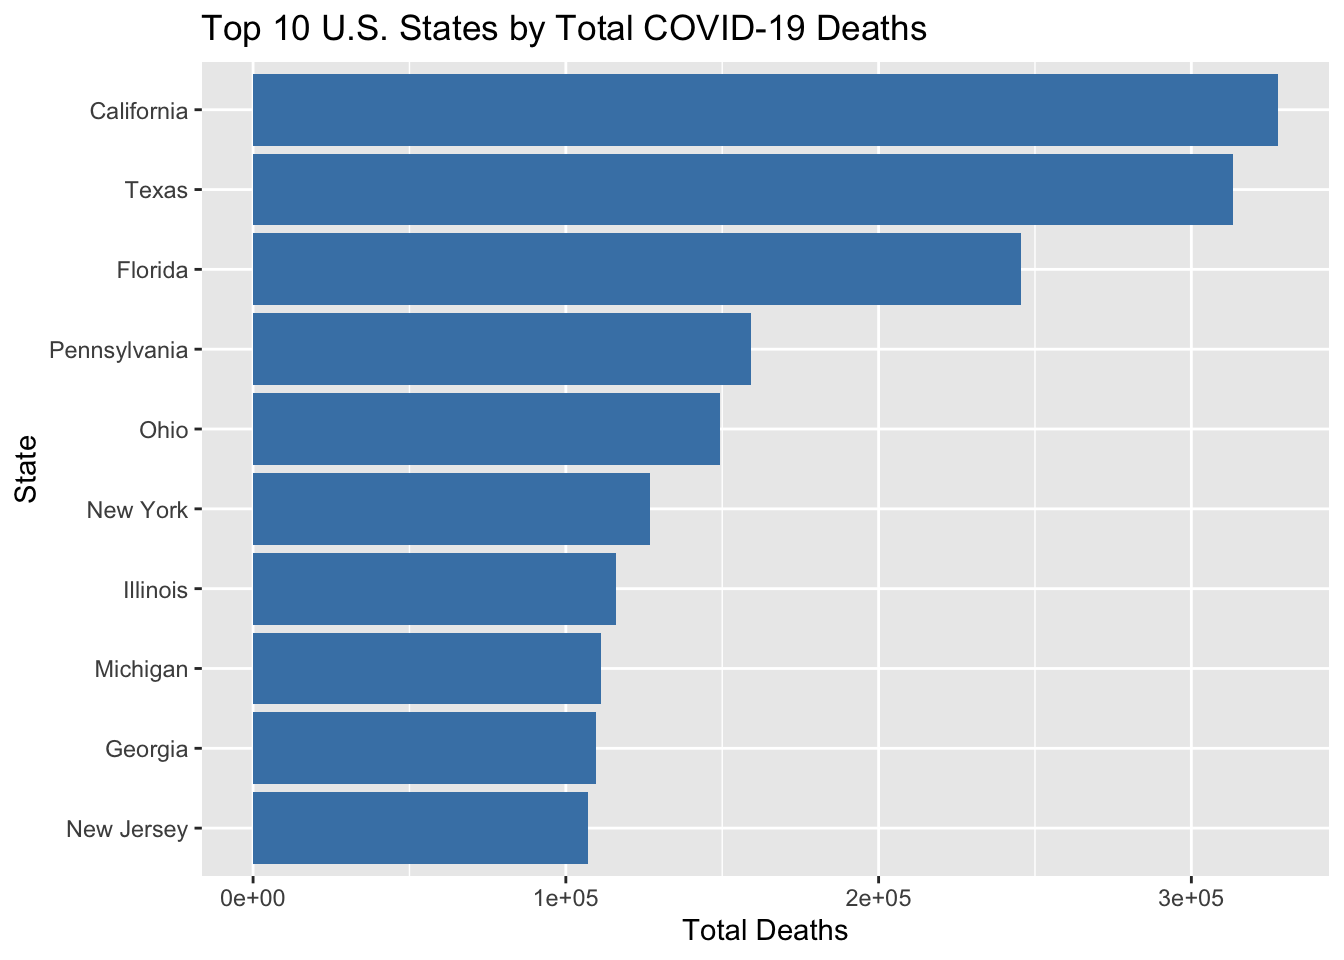 Top 10 U.S. States by Total COVID-19 Deaths
California
Texas
Florida
Pennsylvania
Ohio
New York
Illinois
Michigan
Georgia
New Jersey
State
0e+00 1e+05 2e+05 3e+05
Total Deaths